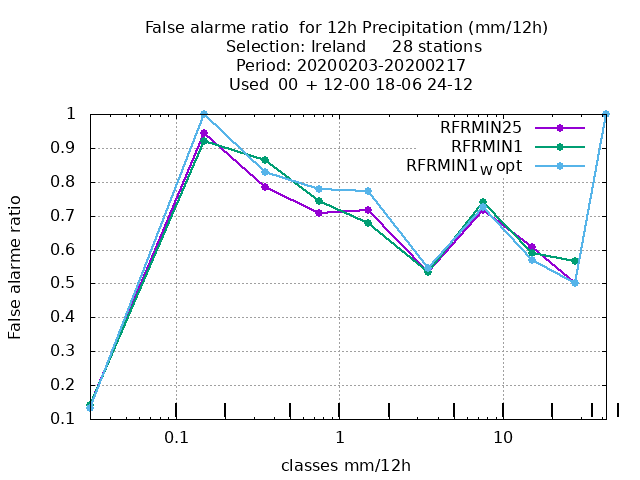 False alarme ratio  for 12h Precipitation (mm/12h)
Selection: Ireland     28 stations
Period: 20200203-20200217
Used  00  + 12-00 18-06 24-12
RFRMIN25
RFRMIN1
RFRMIN1W opt
1
0.9
0.8
0.7
0.6
0.5
0.4
0.3
0.2
0.1
False alarme ratio
0.1 1 10
classes mm/12h